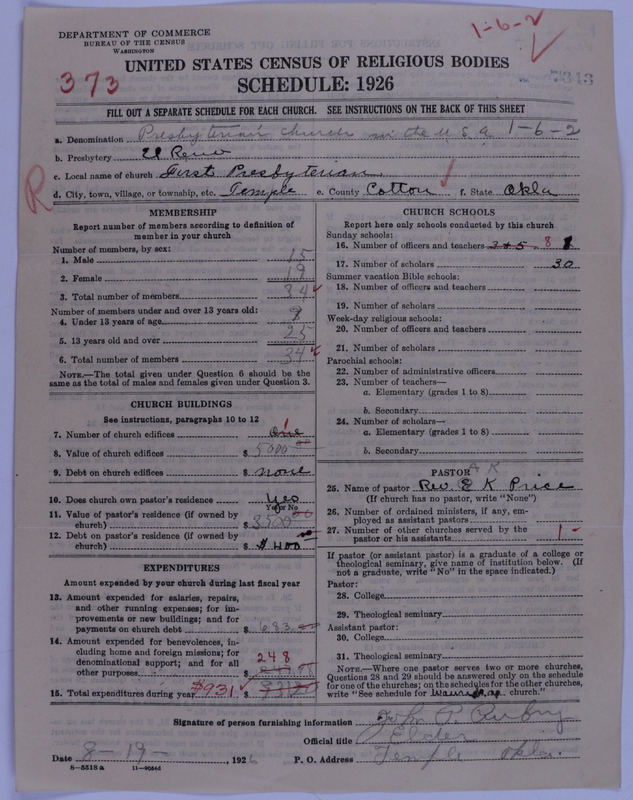 1-6-2
DEPARTMENT OF COMMERCE
BUREAU OF THE CENSUS
WASHINGTON
UNITED STATES CENSUS OF RELIGIOUS BODIES
373
SCHEDULE: 1926
7313
FILL OUT A SEPARATE SCHEDULE FOR EACH CHURCH. SEE INSTRUCTIONS ON THE BACK OF THIS SHEET
a. Denomination Presbyterian Church in the U S A 1-6-2
b. Presbytery El Reno
c. Local name of church First Presbyterian
R
d. City, town, village, or township, etc. Temple e. County Cotton f. State Okla
MEMBERSHIP
Report number of members according to definition of
member in your church
Number of members, by sex:
1. Male 15
2. Female 19
3. Total number of members 34
Number of members under and over 13 years old:
4. Under 13 years of age 9
5. 13 years old and over 25
6. Total number of members 34
NOTE.—The total given under Question 6 should be the
same as the total of males and females given under Question 3.
CHURCH BUILDINGS
See instructions, paragraphs 10 to 12
7. Number of church edifices One 1
8. Value of church edifices $ 5000 00
9. Debt on church edifices $ none
10. Does church own pastor's residence Yes
Yes or No
11. Value of pastor's residence (if owned by
church) $ 3500 00
12. Debt on pastor's residence (if owned by
church) $ $400
EXPENDITURES
Amount expended by your church during last fiscal year
13. Amount expended for salaries, repairs,
and other running expenses; for im-
provements or new buildings; and for
payments on church debt $ 683
14. Amount expended for benevolences, in-
cluding home and foreign missions; for
denominational support; and for all
other purposes $ 248
15. Total expenditures during year $931
CHURCH SCHOOLS
Report here only schools conducted by this church
Sunday schools:
16. Number of officers and teachers 3 & 5 8
17. Number of scholars 30
Summer vacation Bible schools:
18. Number of officers and teachers
19. Number of scholars
Week-day religious schools:
20. Number of officers and teachers
21. Number of scholars
Parochial schools:
22. Number of administrative officers
23. Number of teachers—
a. Elementary (grades 1 to 8)
b. Secondary
24. Number of scholars—
a. Elementary (grades 1 to 8)
b. Secondary
PASTOR
25. Name of pastor Rev. E K Price
(If church has no pastor, write "None")
26. Number of ordained ministers, if any, em-
ployed as assistant pastors
27. Number of other churches served by the
pastor or his assistants 1
If pastor (or assistant pastor) is a graduate of a college or
theological seminary, give name of institution below. (If
not a graduate, write "No" in the space indicated.)
Pastor:
28. College
29. Theological seminary
Assistant pastor:
30. College
31. Theological seminary
NOTE.—Where one pastor serves two or more churches,
Questions 28 and 29 should be answered only on the schedule
for one of the churches; on the schedules for the other churches,
write "See schedule for church."
Signature of person furnishing information
Official title Elder
Date 8-19-, 1926 P. O. Address Temple Okla.
8-5518a 11-90545